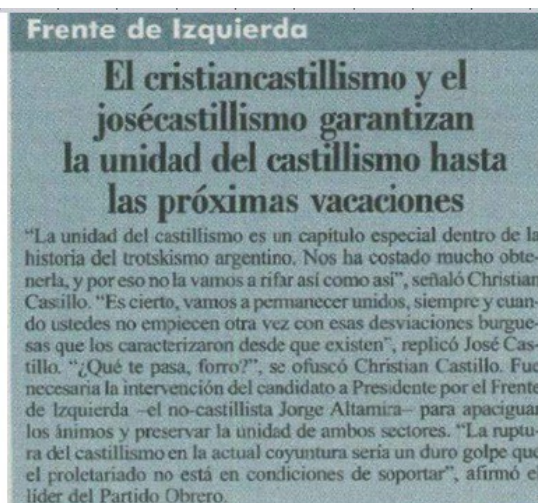 Frente de Izquierda
El cristiancastillismo y el
josécastillismo garantizan
la unidad del castillismo hasta
las próximas vacaciones
“La unidad del castillismo es un capítulo especial dentro de la
historia del trotskismo argentino. Nos ha costado mucho obte-
nerla, y por eso no la vamos a rifar así como así”, señaló Christian
Castillo. “Es cierto, vamos a permanecer unidos, siempre y cuan-
do ustedes no empiecen otra vez con esas desviaciones burgue-
sas que los caracterizaron desde que existen”, replicó José Cas-
tillo. “¿Qué te pasa, forro?”, se ofuscó Christian Castillo. Fue
necesaria la intervención del candidato a Presidente por el Frente
de Izquierda –el no-castillista Jorge Altamira– para apaciguar
los ánimos y preservar la unidad de ambos sectores. “La ruptu-
ra del castillismo en la actual coyuntura sería un duro golpe que
el proletariado no está en condiciones de soportar”, afirmó el
líder del Partido Obrero.